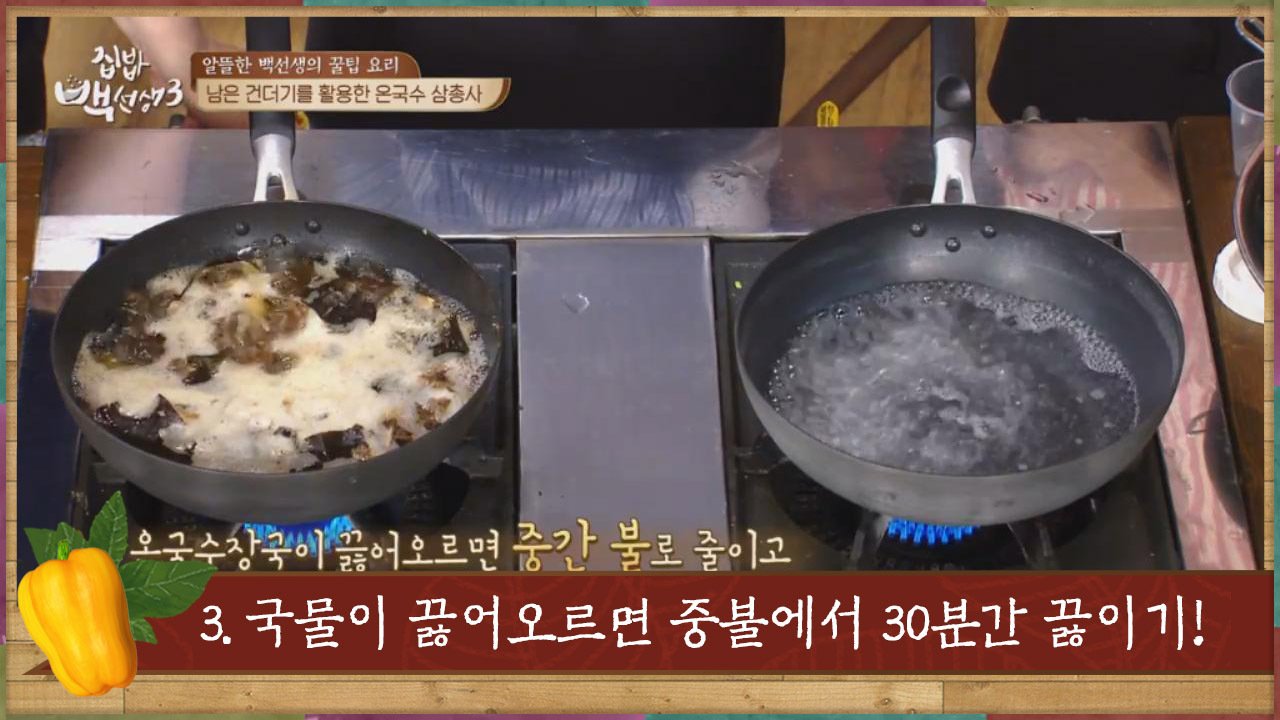 집밥
백선생3
알뜰한 백선생의 꿀팁 요리
남은 건더기를 활용한 온국수 삼총사
온국수장국이 끓어오르면 중간 불로 줄이고
3. 국물이 끓어오르면 중불에서 30분간 끓이기!